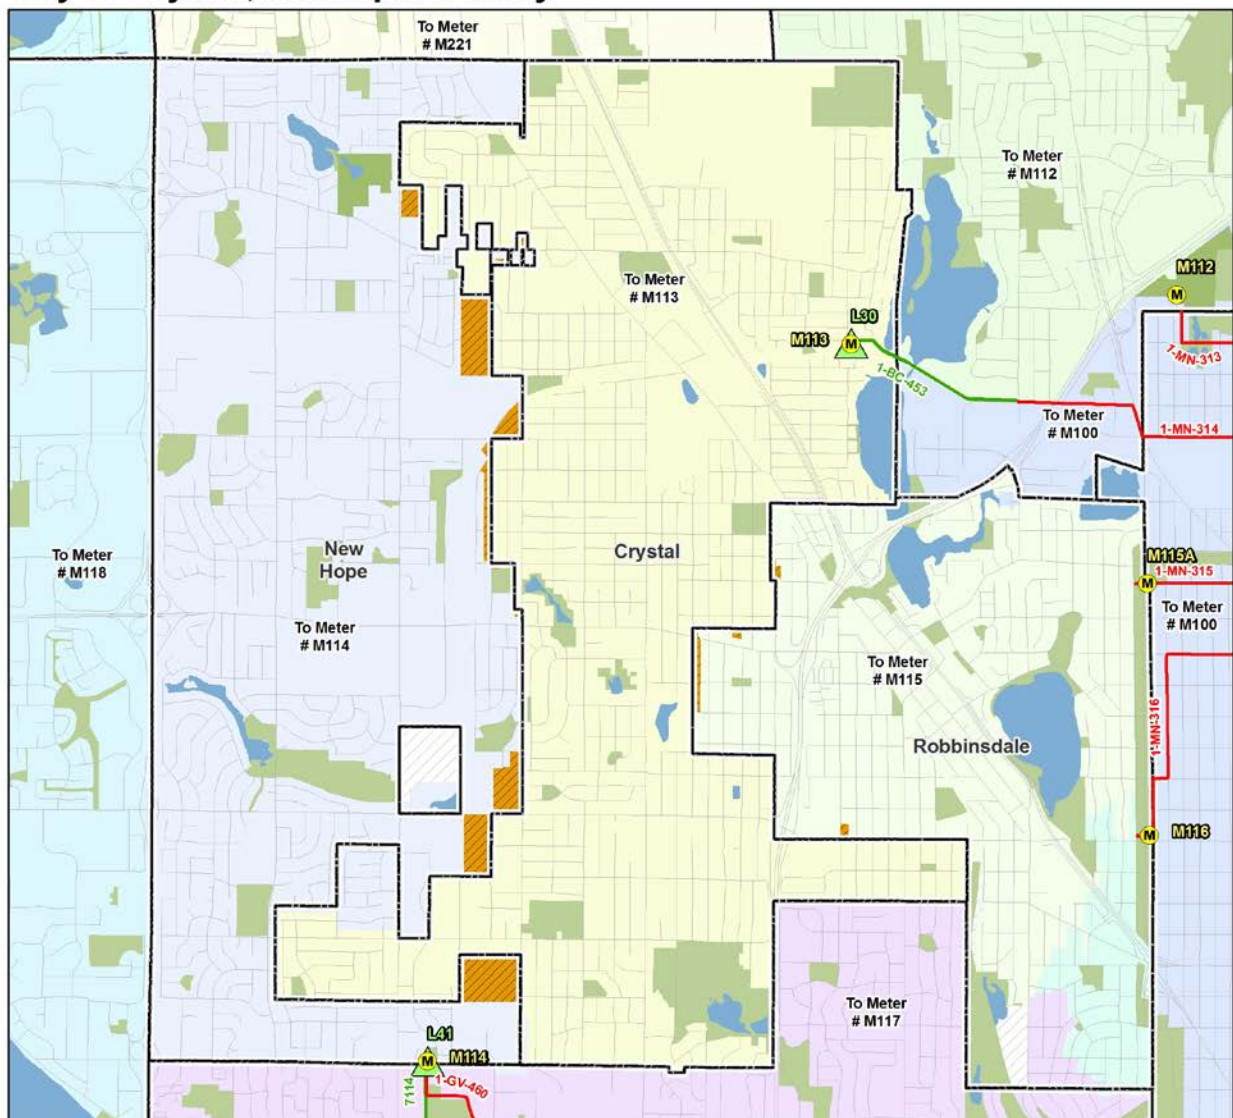 To Meter
# M221
To Meter
# M112
M112
To Meter
# M113
L30
M113
1-BC-453
1-MN-313
To Meter
# M100
1-MN-314
To Meter
# M118
New
Hope
Crystal
M115A
1-MN-315
To Meter
# M100
To Meter
# M114
To Meter
# M115
1-MN-316
Robbinsdale
M116
To Meter
# M117
L41
M114
7114
1-GV-460